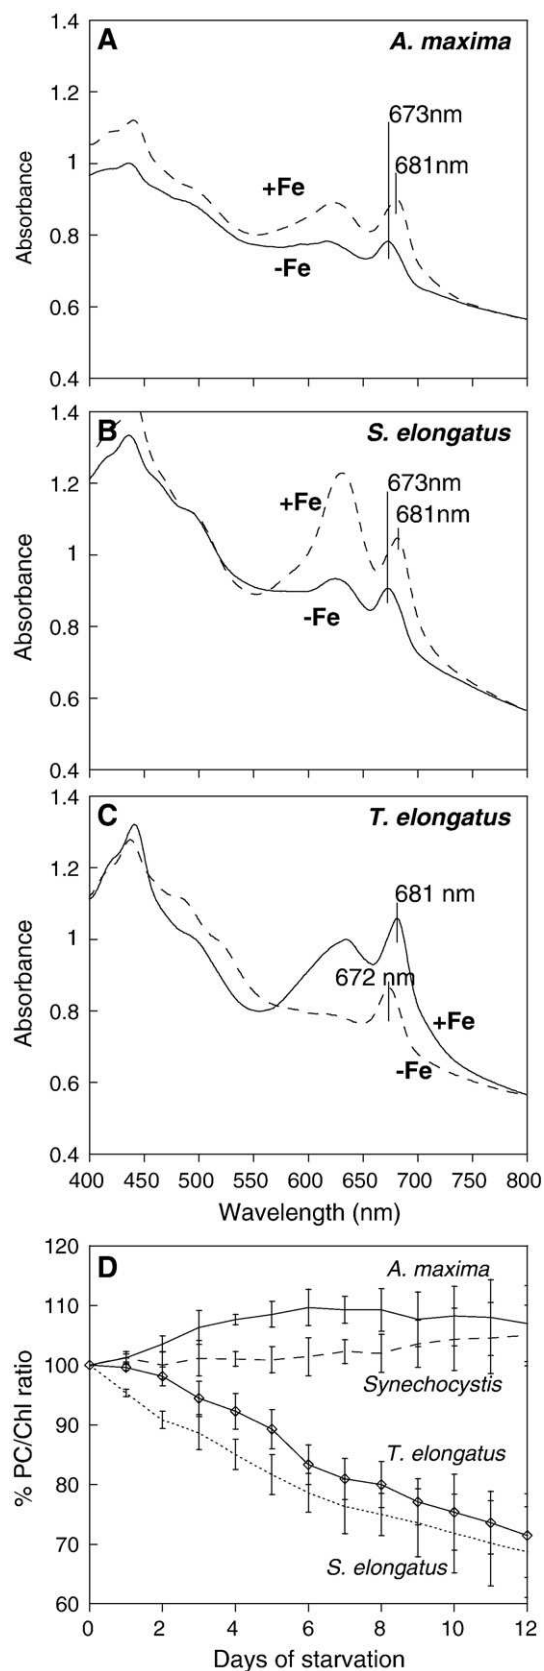 A
A. maxima
1.4
1.2
1
0.8
0.6
0.4
Absorbance
673nm
681nm
+Fe
-Fe
B
S. elongatus
1.4
1.2
1
0.8
0.6
0.4
Absorbance
673nm
681nm
+Fe
-Fe
C
T. elongatus
1.4
1.2
1
0.8
0.6
0.4
Absorbance
681 nm
672 nm
+Fe
-Fe
400 450 500 550 600 650 700 750 800
Wavelength (nm)
D
120
110
100
90
80
70
60
% PC/Chl ratio
A. maxima
Synechocystis
T. elongatus
S. elongatus
0 2 4 6 8 10 12
Days of starvation